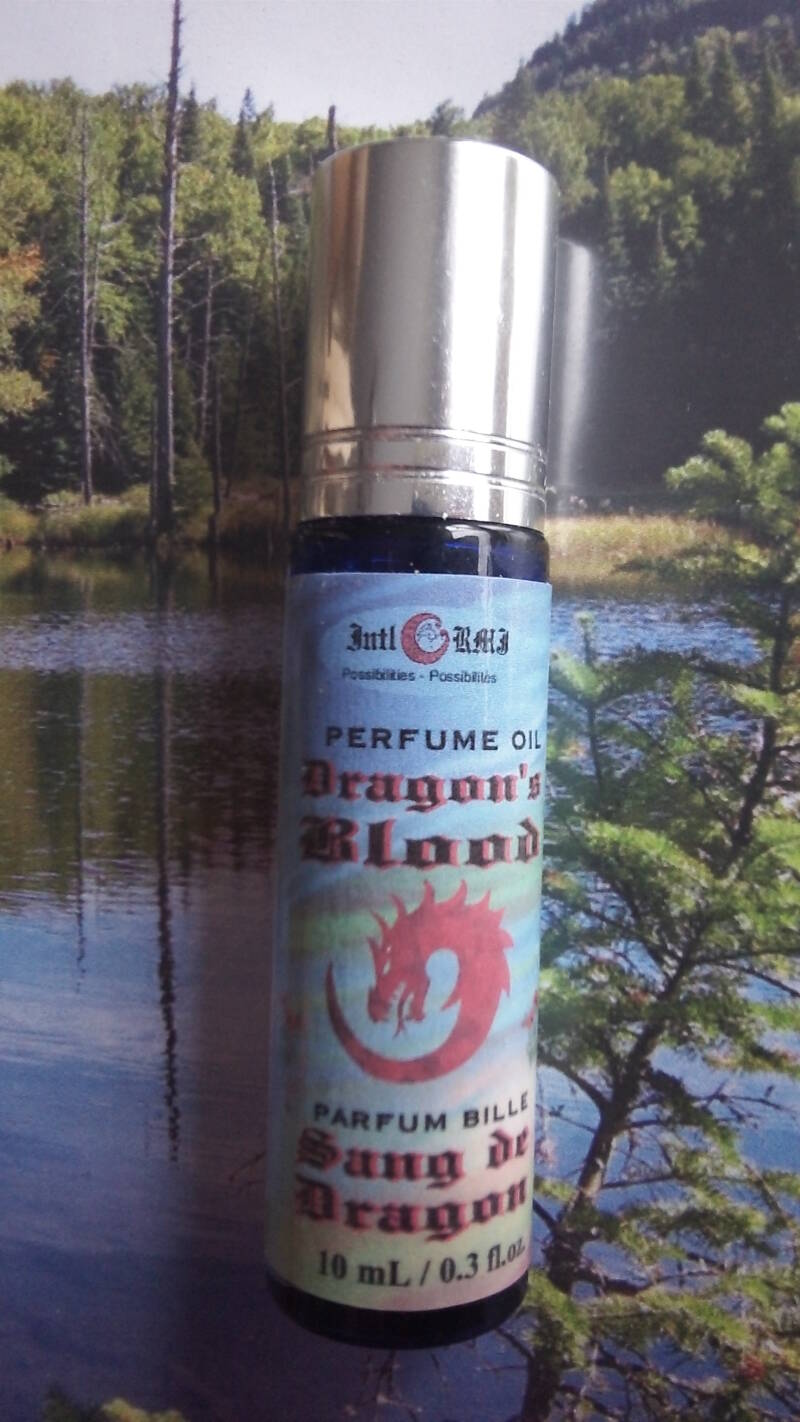 Intl RMI
Possibilities - Possibilités
PERFUME OIL
Dragon's
Blood
PARFUM BILLE
Sang de
Dragon
10 mL / 0.3 fl.oz.